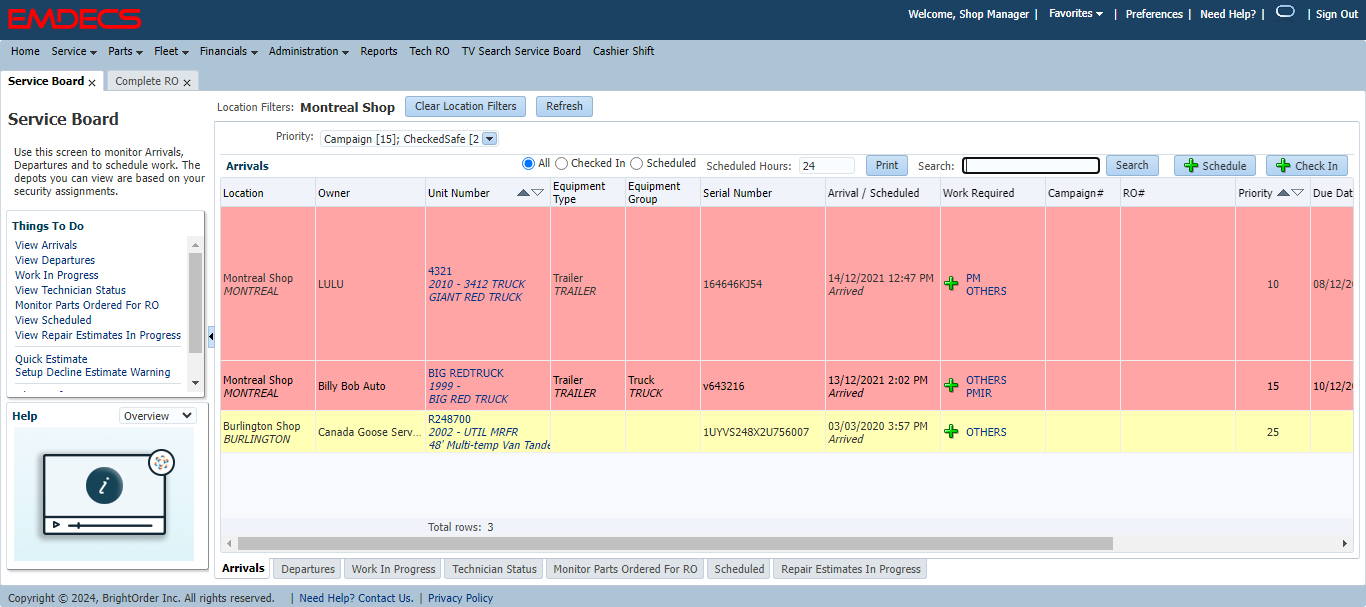 EMDECS
Welcome, Shop Manager | Favorites | Preferences | Need Help? | | Sign Out
Home Service Parts Fleet Financials Administration Reports Tech RO TV Search Service Board Cashier Shift
Service Board x Complete RO x
Service Board
Use this screen to monitor Arrivals,
Departures and to schedule work. The
depots you can view are based on your
security assignments.
Things To Do
View Arrivals
View Departures
Work In Progress
View Technician Status
Monitor Parts Ordered For RO
View Scheduled
View Repair Estimates In Progress
Quick Estimate
Setup Decline Estimate Warning
Help Overview
i
Location Filters: Montreal Shop Clear Location Filters Refresh
Priority: Campaign [15]; CheckedSafe [2
Arrivals All Checked In Scheduled Scheduled Hours: 24 Print Search: Search Schedule Check In
Location Owner Unit Number Equipment Type Equipment Group Serial Number Arrival / Scheduled Work Required Campaign# RO# Priority Due Dat
Montreal Shop
MONTREAL
LULU
4321
2010 - 3412 TRUCK
GIANT RED TRUCK
Trailer
TRAILER
164646KJ54
14/12/2021 12:47 PM
Arrived
PM
OTHERS
10
08/12/2
Montreal Shop
MONTREAL
Billy Bob Auto
BIG REDTRUCK
1999 -
BIG RED TRUCK
Trailer
TRAILER
Truck
TRUCK
v643216
13/12/2021 2:02 PM
Arrived
OTHERS
PMIR
15
10/12/2
Burlington Shop
BURLINGTON
Canada Goose Serv...
R248700
2002 - UTIL MRFR
48' Multi-temp Van Tande
1UYVS248X2U756007
03/03/2020 3:57 PM
Arrived
OTHERS
25
Total rows: 3
Arrivals Departures Work In Progress Technician Status Monitor Parts Ordered For RO Scheduled Repair Estimates In Progress
Copyright © 2024, BrightOrder Inc. All rights reserved. | Need Help? Contact Us. | Privacy Policy